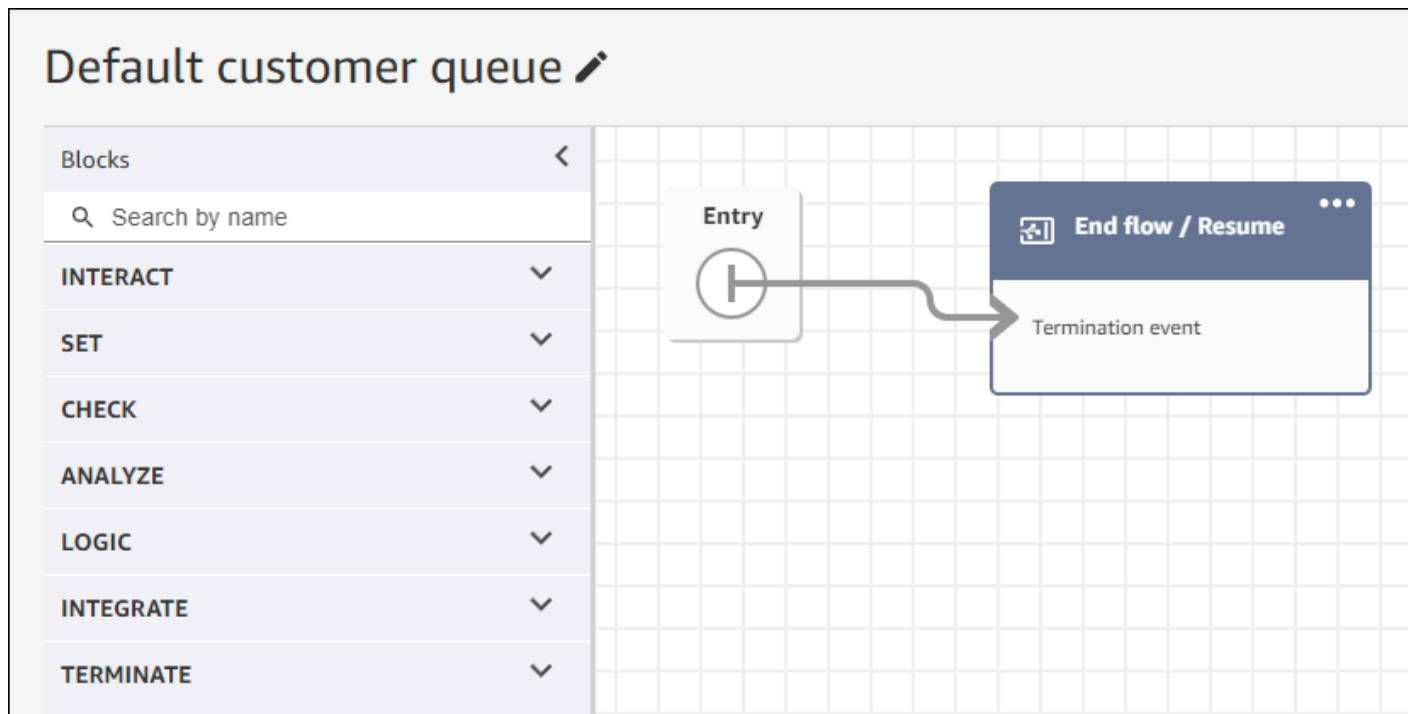 Default customer queue
Blocks
Search by name
INTERACT
SET
CHECK
ANALYZE
LOGIC
INTEGRATE
TERMINATE
Entry
End flow / Resume
Termination event